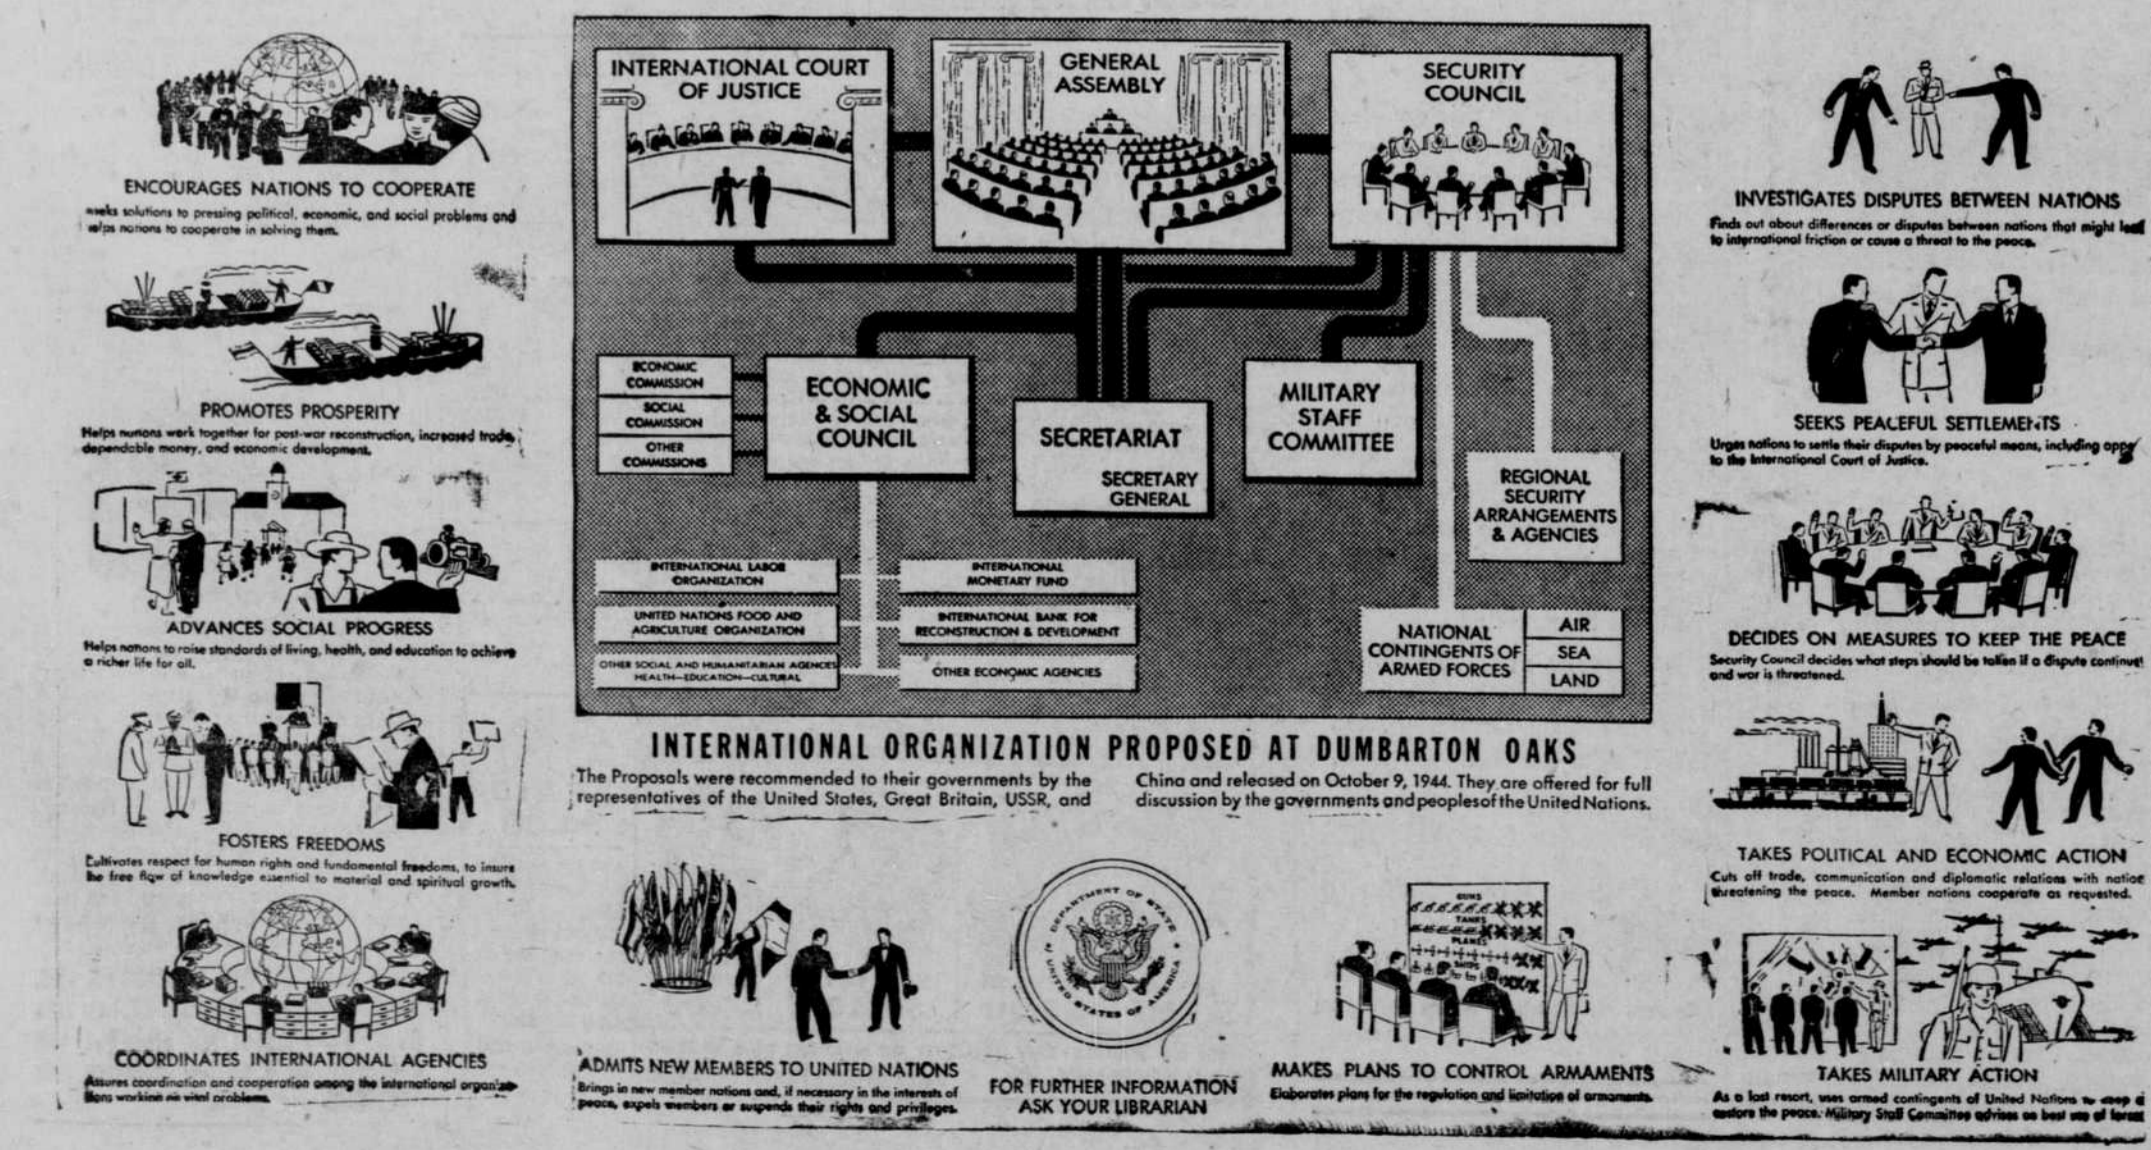 ENCOURAGES NATIONS TO COOPERATE
seeks solutions to pressing political, economic, and social problems and
helps nations to cooperate in solving them.
PROMOTES PROSPERITY
Helps nations work together for post-war reconstruction, increased trade,
dependable money, and economic development.
ADVANCES SOCIAL PROGRESS
Helps nations to raise standards of living, health, and education to achieve
a richer life for all.
FOSTERS FREEDOMS
Cultivates respect for human rights and fundamental freedoms, to insure
the free flow of knowledge essential to material and spiritual growth.
COORDINATES INTERNATIONAL AGENCIES
Assures coordination and cooperation among the international organiza-
tions working on vital problems.
INTERNATIONAL COURT
OF JUSTICE
GENERAL
ASSEMBLY
SECURITY
COUNCIL
ECONOMIC
COMMISSION
SOCIAL
COMMISSION
OTHER
COMMISSIONS
ECONOMIC
& SOCIAL
COUNCIL
SECRETARIAT
SECRETARY
GENERAL
MILITARY
STAFF
COMMITTEE
REGIONAL
SECURITY
ARRANGEMENTS
& AGENCIES
INTERNATIONAL LABOR
ORGANIZATION
UNITED NATIONS FOOD AND
AGRICULTURE ORGANIZATION
OTHER SOCIAL AND HUMANITARIAN AGENCIES
HEALTH—EDUCATION—CULTURAL
INTERNATIONAL
MONETARY FUND
INTERNATIONAL BANK FOR
RECONSTRUCTION & DEVELOPMENT
OTHER ECONOMIC AGENCIES
NATIONAL
CONTINGENTS OF
ARMED FORCES
AIR
SEA
LAND
INTERNATIONAL ORGANIZATION PROPOSED AT DUMBARTON OAKS
The Proposals were recommended to their governments by the
representatives of the United States, Great Britain, USSR, and
China and released on October 9, 1944. They are offered for full
discussion by the governments and peoples of the United Nations.
ADMITS NEW MEMBERS TO UNITED NATIONS
Brings in new member nations and, if necessary in the interests of
peace, expels members or suspends their rights and privileges.
DEPARTMENT OF STATE
UNITED STATES OF AMERICA
FOR FURTHER INFORMATION
ASK YOUR LIBRARIAN
GUNS
TANKS
PLANES
SHIPS
MAKES PLANS TO CONTROL ARMAMENTS
Elaborates plans for the regulation and limitation of armaments.
INVESTIGATES DISPUTES BETWEEN NATIONS
Finds out about differences or disputes between nations that might lead
to international friction or cause a threat to the peace.
SEEKS PEACEFUL SETTLEMENTS
Urges nations to settle their disputes by peaceful means, including appe
to the International Court of Justice.
DECIDES ON MEASURES TO KEEP THE PEACE
Security Council decides what steps should be taken if a dispute continues
and war is threatened.
TAKES POLITICAL AND ECONOMIC ACTION
Cuts off trade, communication and diplomatic relations with nation
threatening the peace. Member nations cooperate as requested.
TAKES MILITARY ACTION
As a last resort, uses armed contingents of United Nations to
restore the peace. Military Staff Committee advises on best use of forces